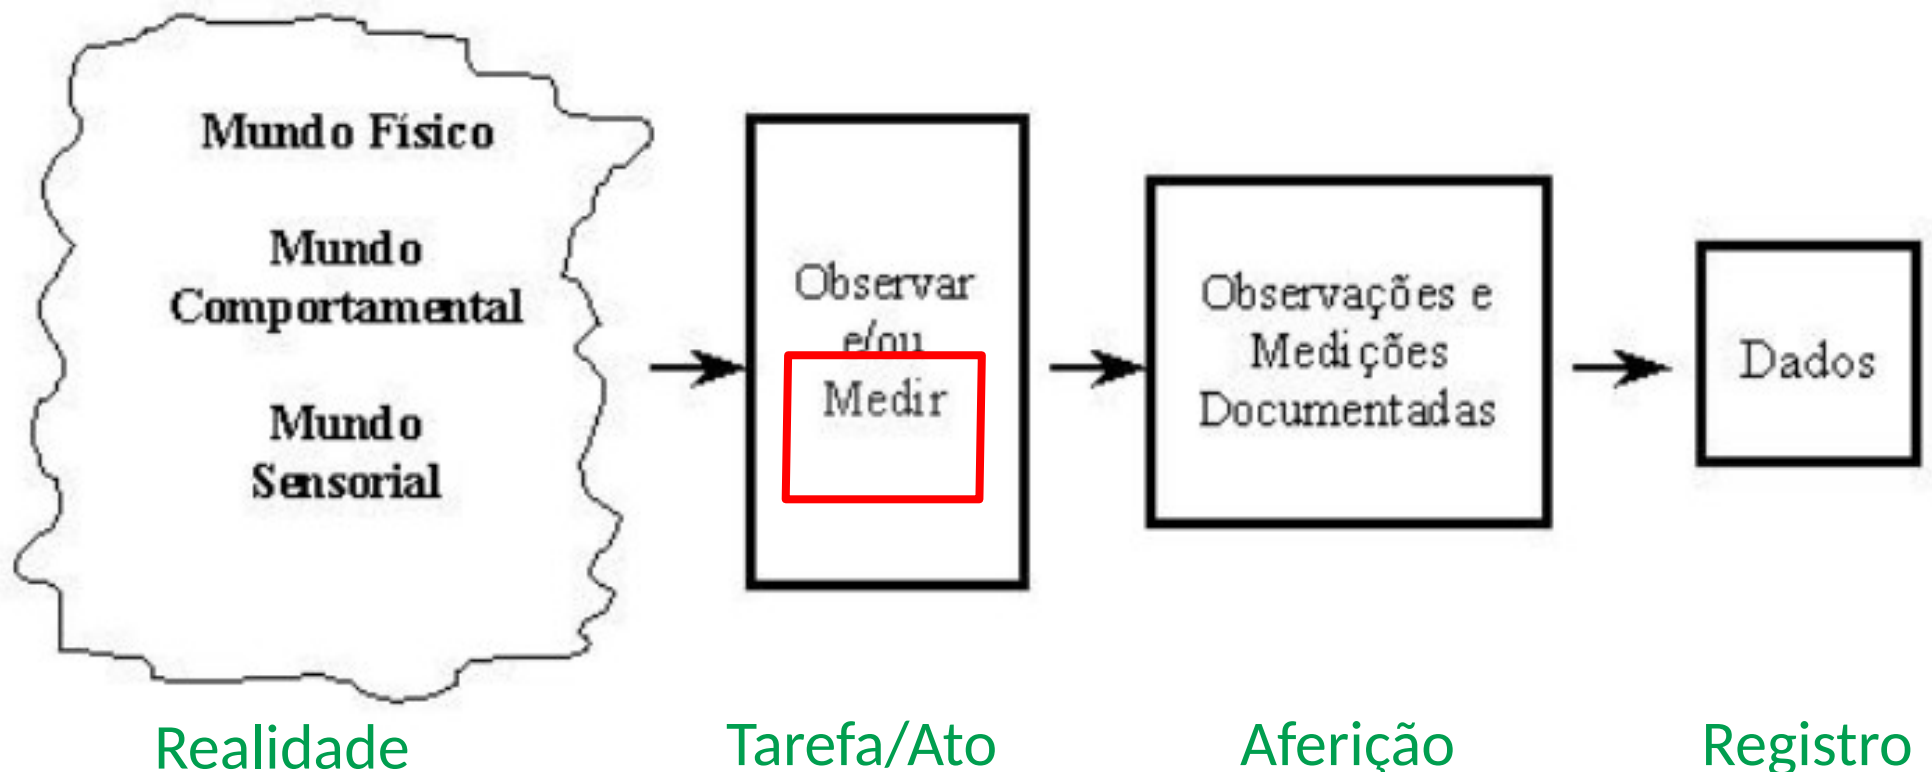 Mundo Físico
Mundo
Comportamental
Mundo
Sensorial
Observar
e/ou
Medir
Observações e
Medições
Documentadas
Dados
Realidade
Tarefa/Ato
Aferição
Registro